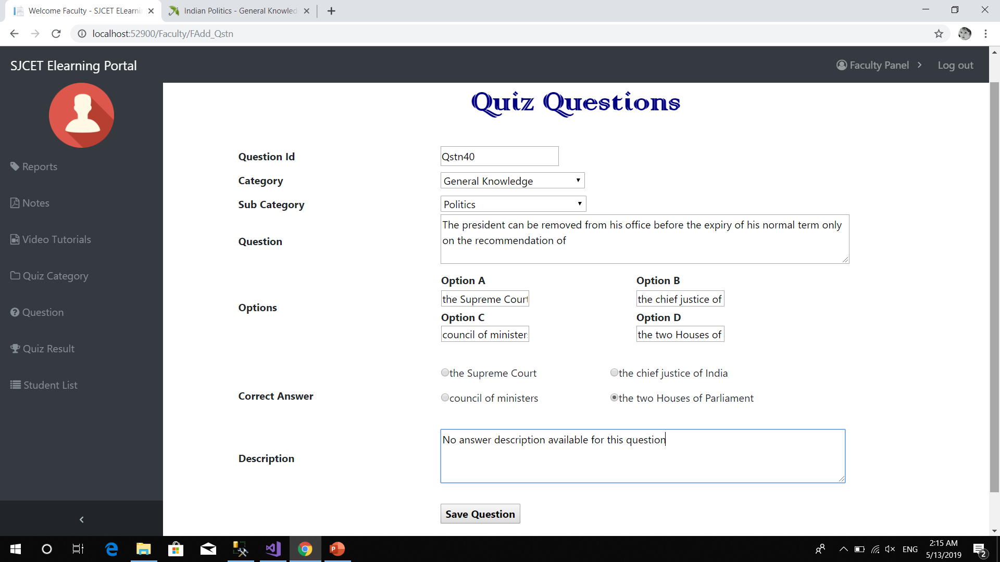 Welcome Faculty - SJCET ELearni
Indian Politics - General Knowled
localhost:52900/Faculty/FAdd_Qstn
SJCET Elearning Portal
Faculty Panel
Log out
Reports
Notes
Video Tutorials
Quiz Category
Question
Quiz Result
Student List
Quiz Questions
Question Id
Qstn40
Category
General Knowledge
Sub Category
Politics
Question
The president can be removed from his office before the expiry of his normal term only
on the recommendation of
Options
Option A
Option B
the Supreme Court
the chief justice of
Option C
Option D
council of minister
the two Houses of
Correct Answer
the Supreme Court
the chief justice of India
council of ministers
the two Houses of Parliament
Description
No answer description available for this question
Save Question
ENG
2:15 AM
5/13/2019
2